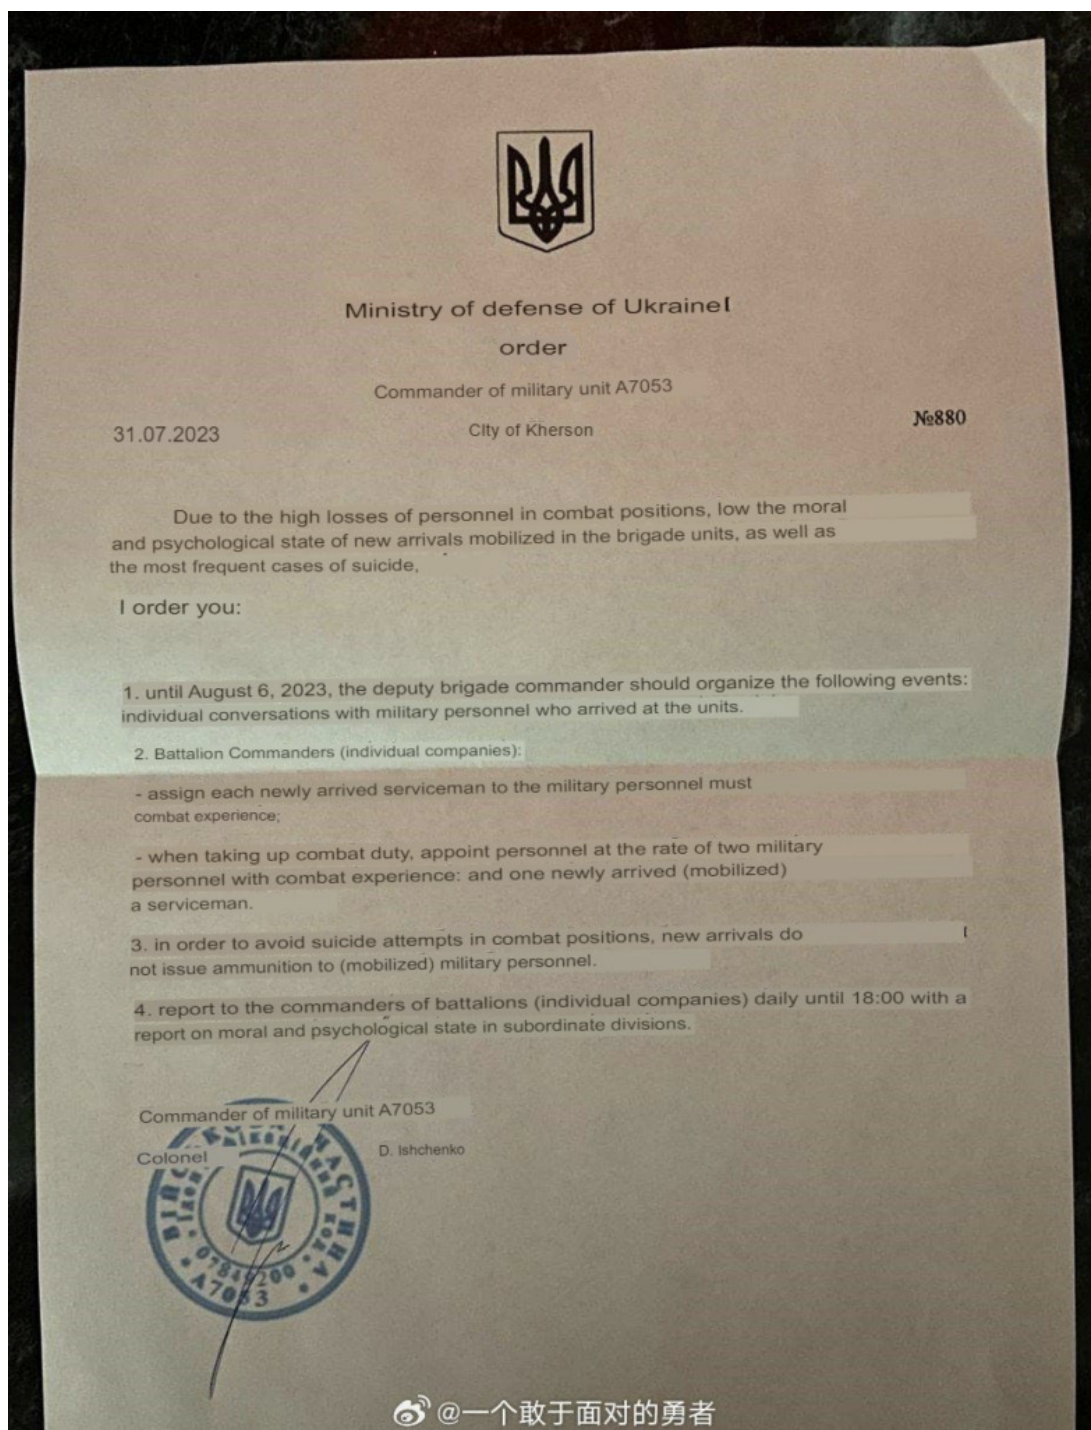 Ministry of defense of Ukrainel
order
Commander of military unit A7053
31.07.2023
City of Kherson
№880
Due to the high losses of personnel in combat positions, low the moral
and psychological state of new arrivals mobilized in the brigade units, as well as
the most frequent cases of suicide,
I order you:
1. until August 6, 2023, the deputy brigade commander should organize the following events:
individual conversations with military personnel who arrived at the units.
2. Battalion Commanders (individual companies):
- assign each newly arrived serviceman to the military personnel must
combat experience;
- when taking up combat duty, appoint personnel at the rate of two military
personnel with combat experience: and one newly arrived (mobilized)
a serviceman.
3. in order to avoid suicide attempts in combat positions, new arrivals do
not issue ammunition to (mobilized) military personnel.
4. report to the commanders of battalions (individual companies) daily until 18:00 with a
report on moral and psychological state in subordinate divisions.
Commander of military unit A7053
Colonel
D. Ishchenko
ЧАСТИНА
код
А7053
@一个敢于面对的勇者